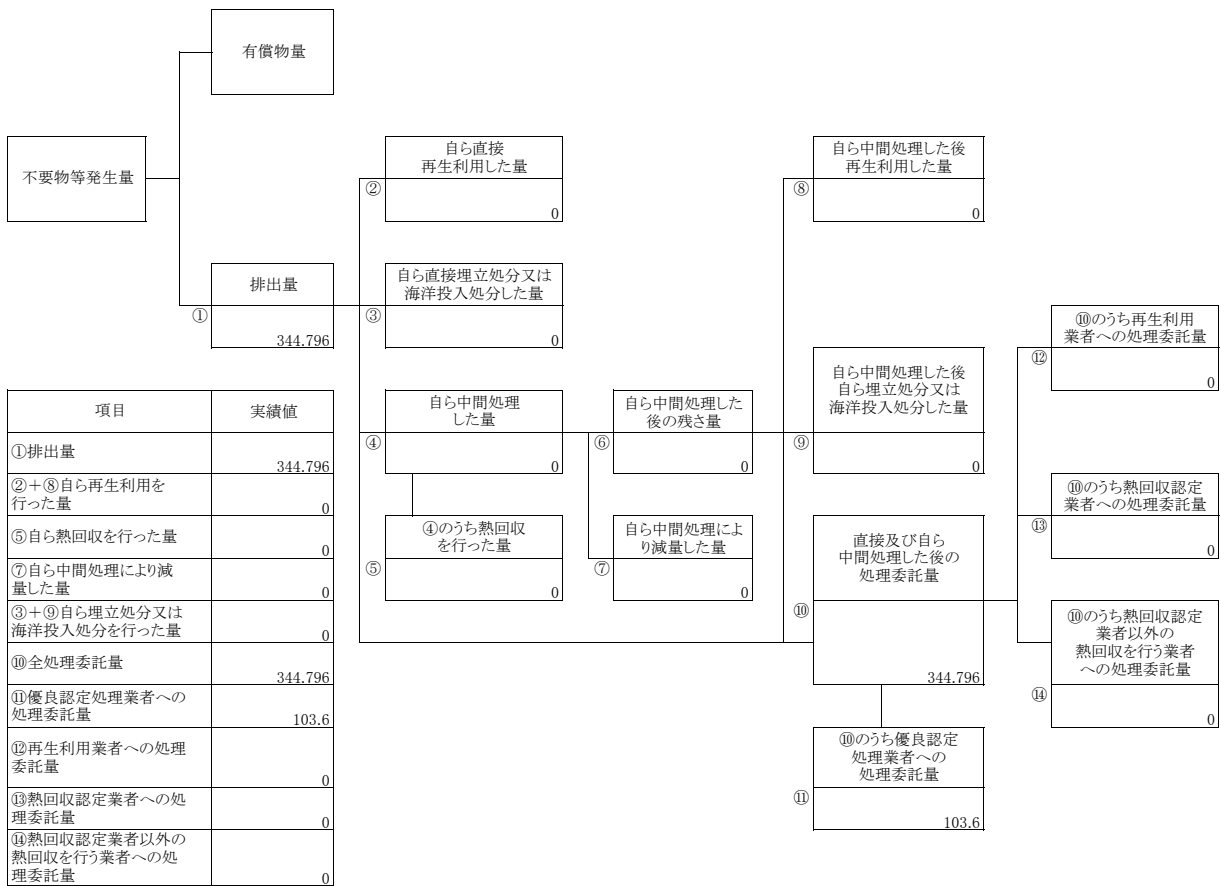 有償物量
不要物等発生量
自ら直接
再生利用した量
②
0
自ら中間処理した後
再生利用した量
⑧
0
排出量
①
344.796
自ら直接埋立処分又は
海洋投入処分した量
③
0
⑩のうち再生利用
業者への処理委託量
⑫
0
自ら中間処理した後
自ら埋立処分又は
海洋投入処分した量
⑨
0
自ら中間処理
した量
④
0
自ら中間処理した
後の残さ量
⑥
0
⑩のうち熱回収認定
業者への処理委託量
⑬
0
④のうち熱回収
を行った量
⑤
0
自ら中間処理によ
り減量した量
⑦
0
直接及び自ら
中間処理した後の
処理委託量
⑩
344.796
⑩のうち熱回収認定
業者以外の
熱回収を行う業者
への処理委託量
⑭
0
⑩のうち優良認定
処理業者への
処理委託量
⑪
103.6
項目 実績値
①排出量
344.796
②+⑧自ら再生利用を
行った量
0
⑤自ら熱回収を行った量
0
⑦自ら中間処理により減
量した量
0
③+⑨自ら埋立処分又は
海洋投入処分を行った量
0
⑩全処理委託量
344.796
⑪優良認定処理業者への
処理委託量
103.6
⑫再生利用業者への処理
委託量
0
⑬熱回収認定業者への処
理委託量
0
⑭熱回収認定業者以外の
熱回収を行う業者への処
理委託量
0